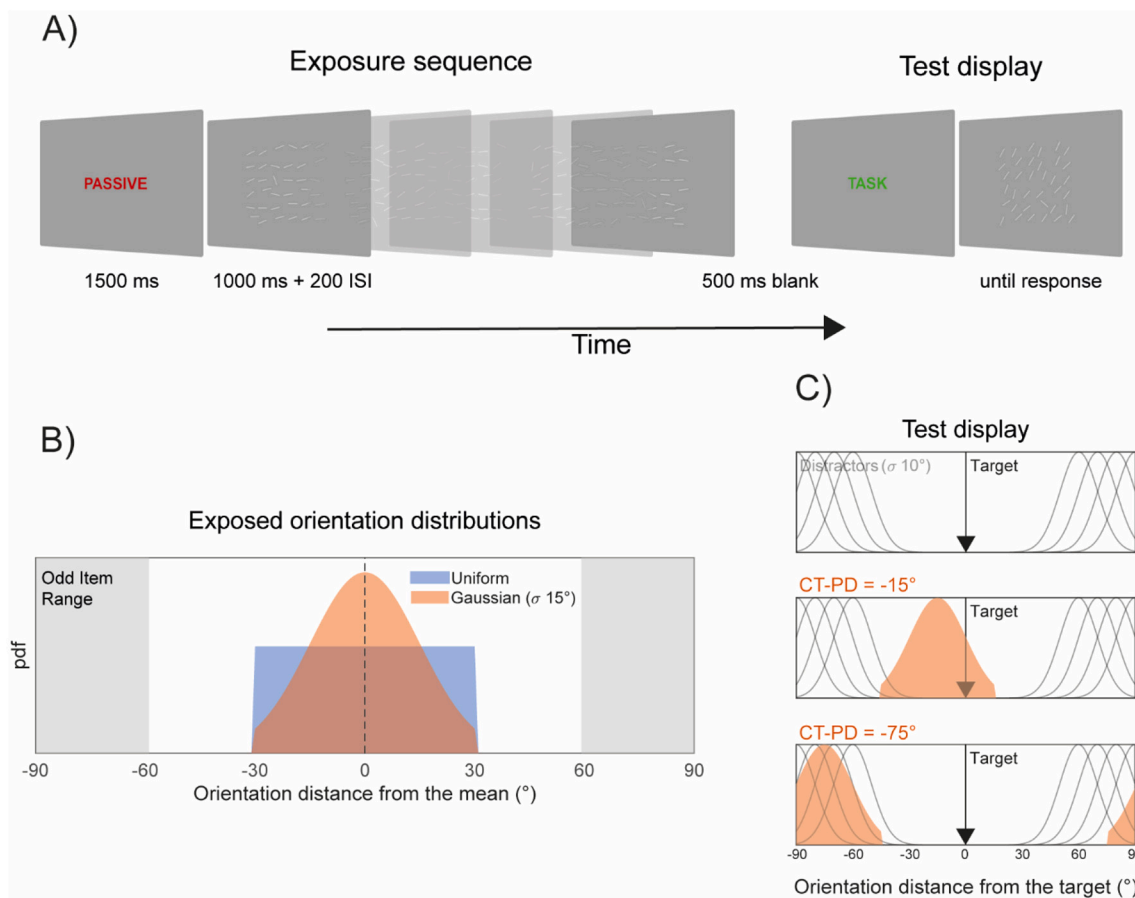 A)
Exposure sequence
Test display
PASSIVE
TASK
1500 ms
1000 ms + 200 ISI
500 ms blank
until response
Time
B)
Exposed orientation distributions
Odd Item
Range
Uniform
Gaussian (σ 15°)
pdf
-90
-60
-30
0
30
60
90
Orientation distance from the mean (°)
C)
Test display
Distractors (σ 10°)
Target
CT-PD = -15°
Target
CT-PD = -75°
Target
-90
-60
-30
0
30
60
90
Orientation distance from the target (°)